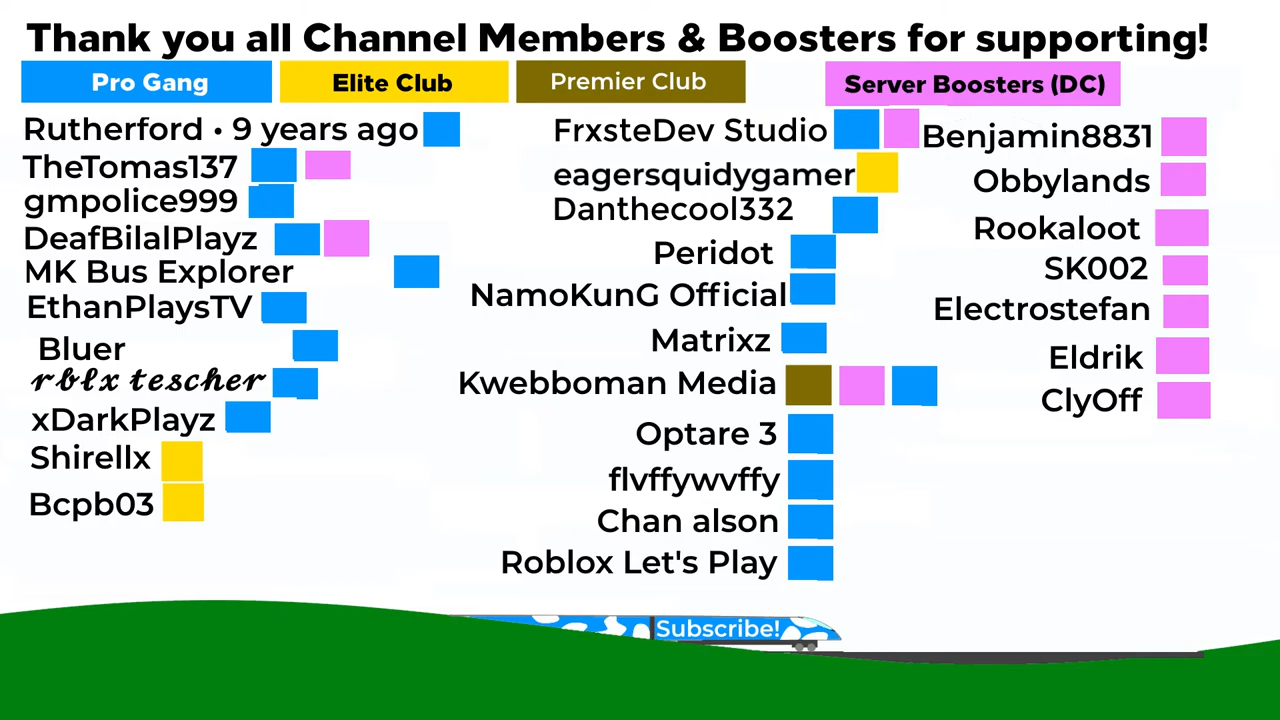 Thank you all Channel Members & Boosters for supporting!
Pro Gang
Elite Club
Premier Club
Server Boosters (DC)
Rutherford • 9 years ago
TheTomas137
gmpolice999
DeafBilalPlayz
MK Bus Explorer
EthanPlaysTV
Bluer
rblx tescher
xDarkPlayz
Shirellx
Bcpb03
FrxsteDev Studio
eagersquidygamer
Danthecool332
Peridot
NamoKunG Official
Matrixz
Kwebboman Media
Optare 3
flvffywvffy
Chan alson
Roblox Let's Play
Benjamin8831
Obbylands
Rookaloot
SK002
Electrostefan
Eldrik
ClyOff
Subscribe!